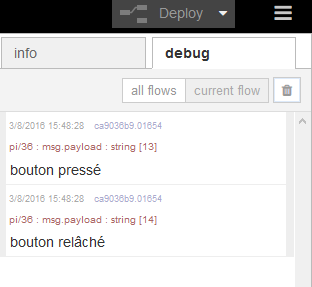 Deploy
info debug
all flows current flow
3/8/2016 15:48:28 ca9036b9.01654
pi/36 : msg.payload : string [13]
bouton pressé
3/8/2016 15:48:28 ca9036b9.01654
pi/36 : msg.payload : string [14]
bouton relâché